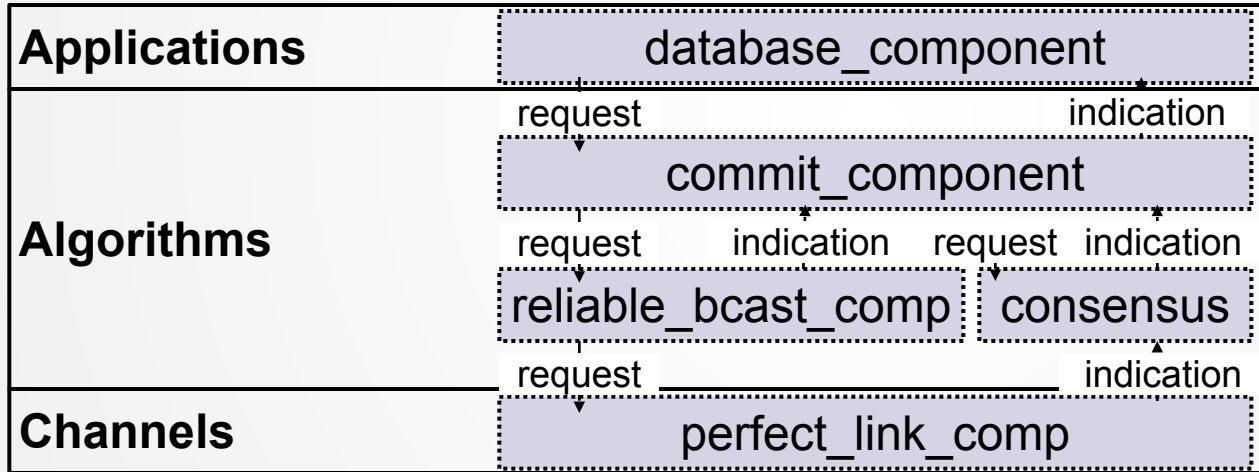 Applications
database_component
request
indication
commit_component
Algorithms
request
indication
request
indication
reliable_bcast_comp
consensus
request
indication
Channels
perfect_link_comp